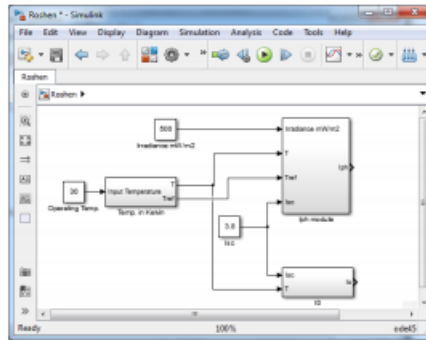 Roshen * - Simulink
File Edit View Display Diagram Simulation Analysis Code Tools Help
Roshen
Roshen
500
Irradiance mW/m2
Irradiance mW/m2
T
Tref
Isc
Iph
Iph module
30
Operating Temp.
Input Temperature
T
Tref
Temp. in Kelvin
3.8
Isc
Isc
T
Io
I0
Ready
100%
ode45